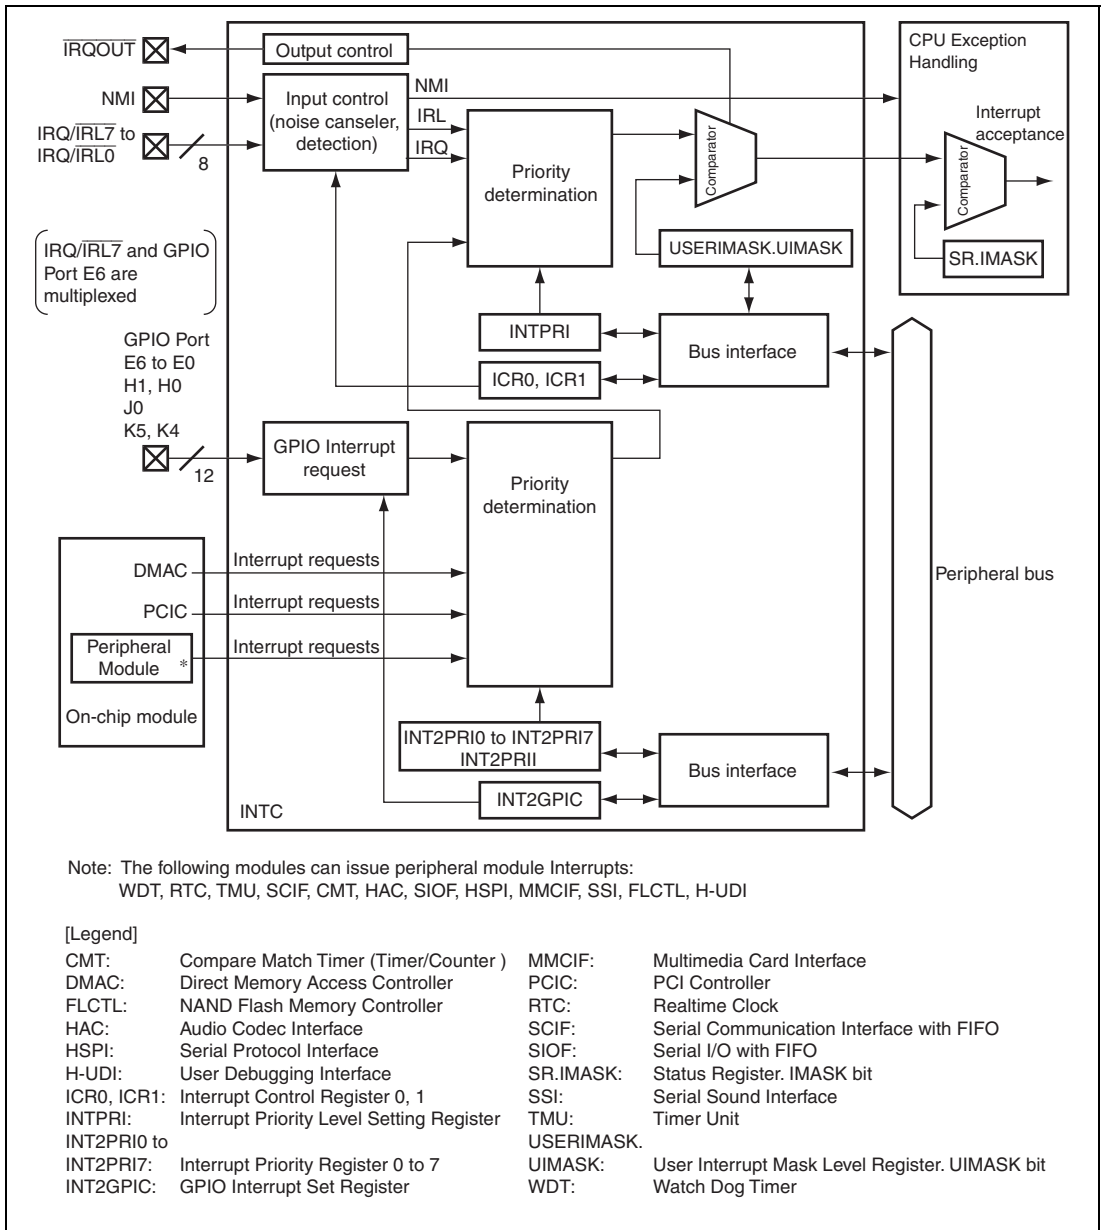 IRQOUT
Output control
CPU Exception
Handling
NMI
Input control
(noise canseler,
detection)
NMI
IRL
IRQ
IRQ/IRL7 to
IRQ/IRL0
8
Priority
determination
Comparator
Interrupt
acceptance
Comparator
USERIMASK.UIMASK
SR.IMASK
IRQ/IRL7 and GPIO
Port E6 are
multiplexed
INTPRI
ICR0, ICR1
Bus interface
GPIO Port
E6 to E0
H1, H0
J0
K5, K4
12
GPIO Interrupt
request
Priority
determination
DMAC
Interrupt requests
PCIC
Interrupt requests
Peripheral
Module *
Interrupt requests
On-chip module
Peripheral bus
INT2PRI0 to INT2PRI7
INT2PRII
INT2GPIC
Bus interface
INTC
Note: The following modules can issue peripheral module Interrupts:
WDT, RTC, TMU, SCIF, CMT, HAC, SIOF, HSPI, MMCIF, SSI, FLCTL, H-UDI
[Legend]
CMT: Compare Match Timer (Timer/Counter )
DMAC: Direct Memory Access Controller
FLCTL: NAND Flash Memory Controller
HAC: Audio Codec Interface
HSPI: Serial Protocol Interface
H-UDI: User Debugging Interface
ICR0, ICR1: Interrupt Control Register 0, 1
INTPRI: Interrupt Priority Level Setting Register
INT2PRI0 to
INT2PRI7: Interrupt Priority Register 0 to 7
INT2GPIC: GPIO Interrupt Set Register
MMCIF: Multimedia Card Interface
PCIC: PCI Controller
RTC: Realtime Clock
SCIF: Serial Communication Interface with FIFO
SIOF: Serial I/O with FIFO
SR.IMASK: Status Register. IMASK bit
SSI: Serial Sound Interface
TMU: Timer Unit
USERIMASK.
UIMASK: User Interrupt Mask Level Register. UIMASK bit
WDT: Watch Dog Timer